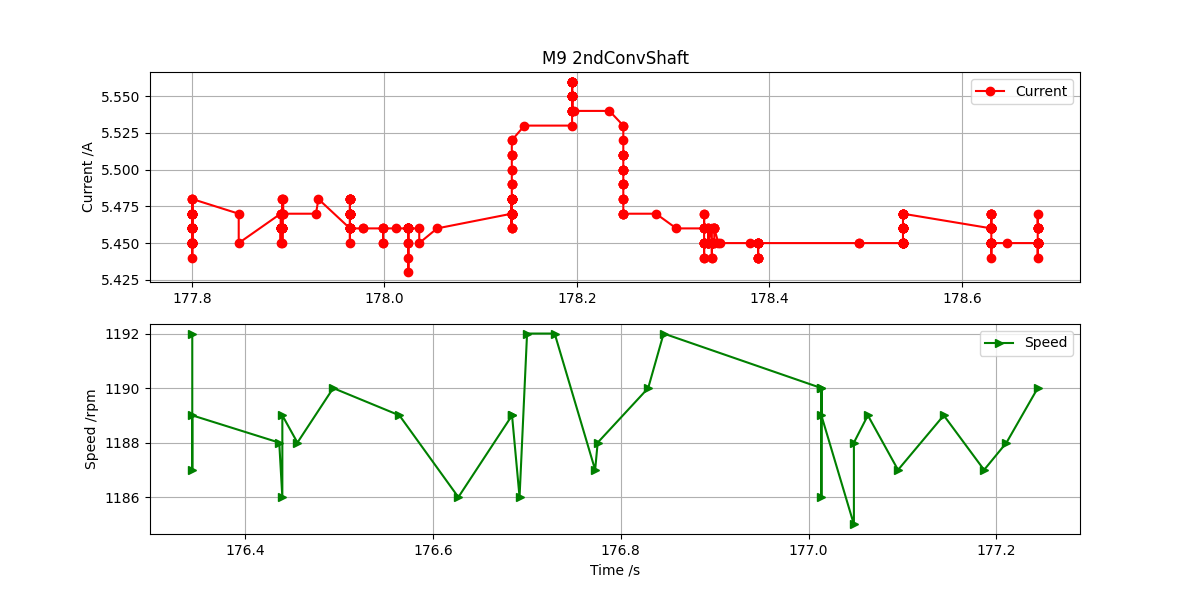 M9 2ndConvShaft
Current /A
5.550
5.525
5.500
5.475
5.450
5.425
Current
177.8 178.0 178.2 178.4 178.6
Speed /rpm
1192
1190
1188
1186
Speed
176.4 176.6 176.8 177.0 177.2
Time /s